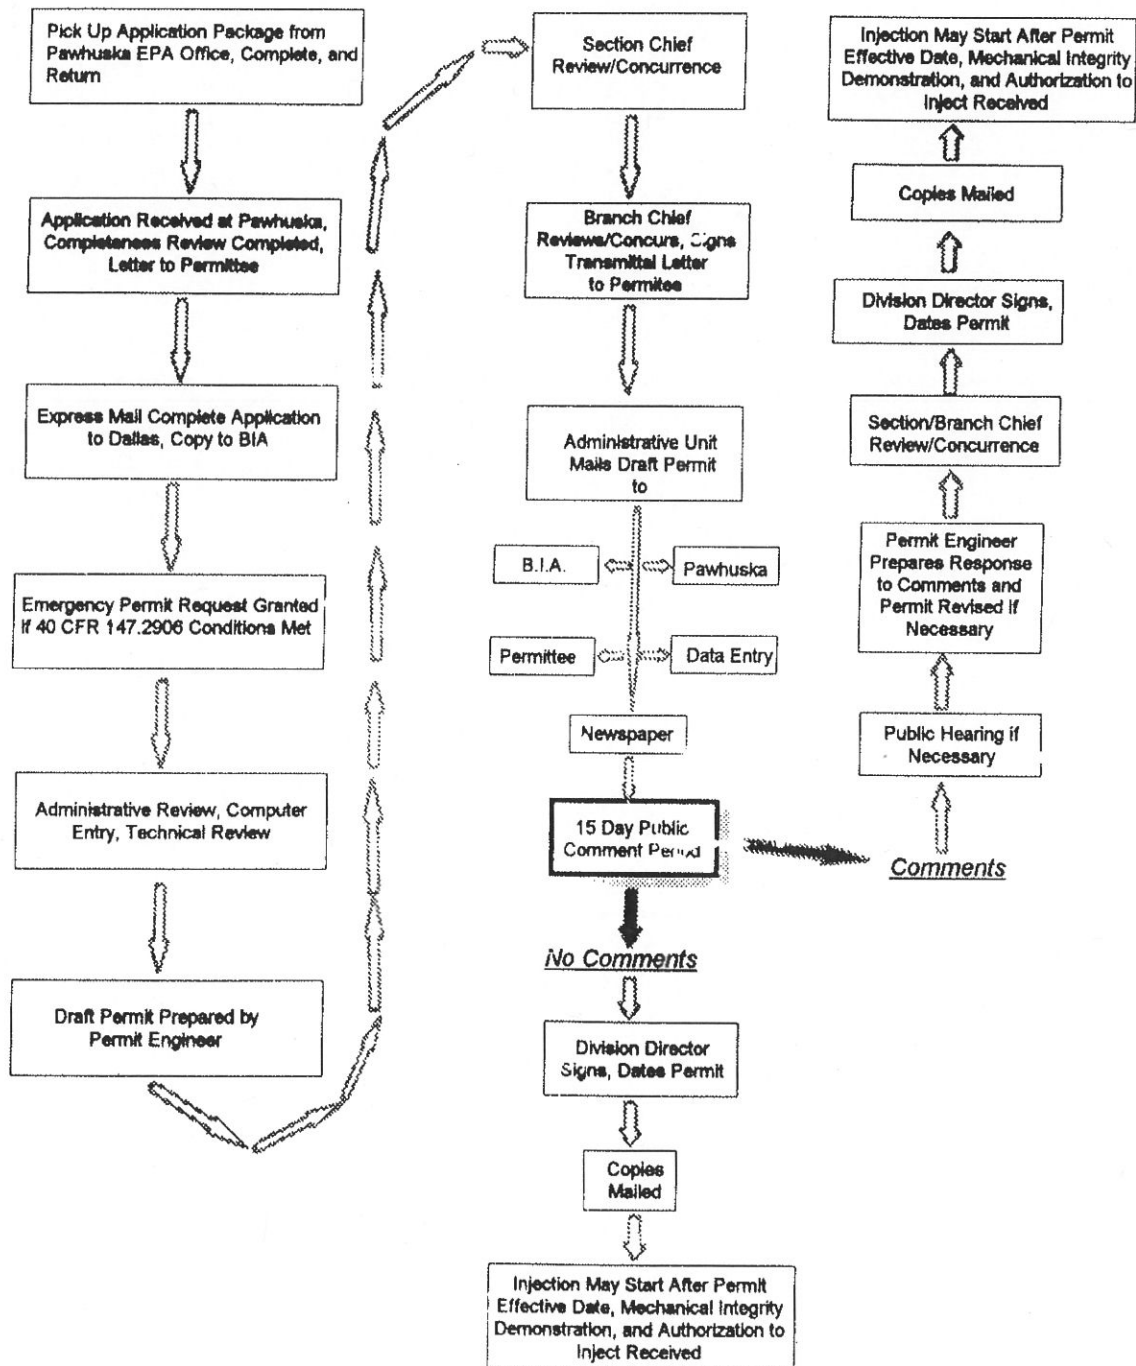 Pick Up Application Package from
Pawhuska EPA Office, Complete, and
Return
Application Received at Pawhuska,
Completeness Review Completed,
Letter to Permittee
Express Mail Complete Application
to Dallas, Copy to BIA
Emergency Permit Request Granted
If 40 CFR 147.2906 Conditions Met
Administrative Review, Computer
Entry, Technical Review
Draft Permit Prepared by
Permit Engineer
Section Chief
Review/Concurrence
Branch Chief
Reviews/Concurs, Signs
Transmittal Letter
to Permitee
Administrative Unit
Mails Draft Permit
to
B.I.A.
Pawhuska
Permittee
Data Entry
Newspaper
15 Day Public
Comment Period
No Comments
Division Director
Signs, Dates Permit
Copies
Mailed
Injection May Start After Permit
Effective Date, Mechanical Integrity
Demonstration, and Authorization to
Inject Received
Comments
Public Hearing if
Necessary
Permit Engineer
Prepares Response
to Comments and
Permit Revised If
Necessary
Section/Branch Chief
Review/Concurrence
Division Director Signs,
Dates Permit
Copies Mailed
Injection May Start After Permit
Effective Date, Mechanical Integrity
Demonstration, and Authorization to
Inject Received